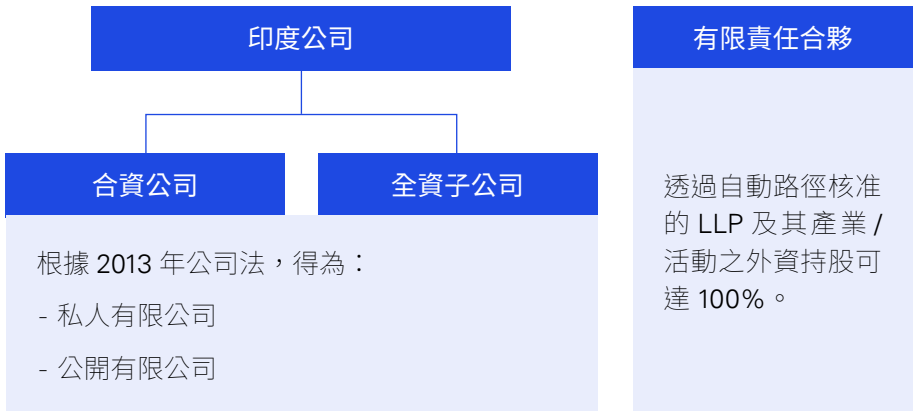 印度公司
合資公司
全資子公司
根據 2013 年公司法，得為：
- 私人有限公司
- 公開有限公司
有限責任合夥
透過自動路徑核准
的 LLP 及其產業 /
活動之外資持股可
達 100%。